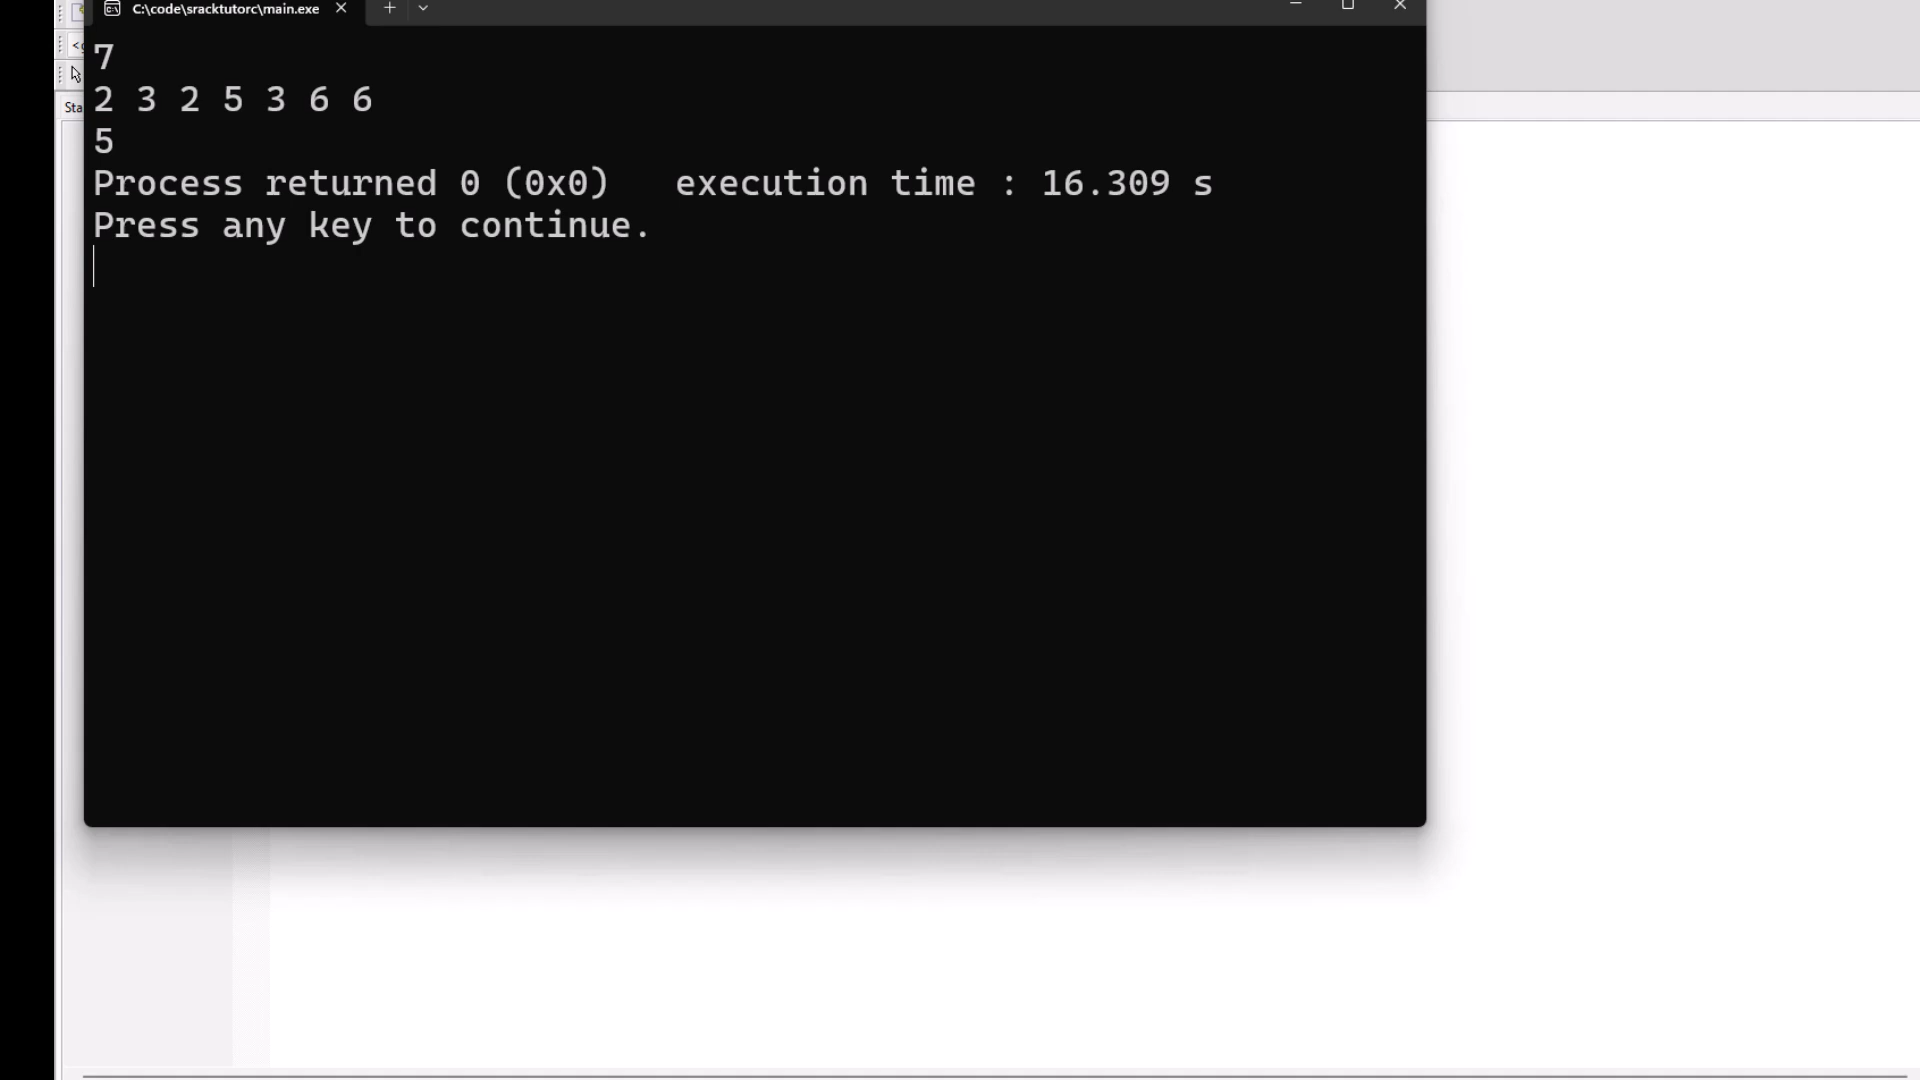 C:\code\sracktutorc\main.exe
7
2 3 2 5 3 6 6
5
Process returned 0 (0x0)   execution time : 16.309 s
Press any key to continue.
Sta